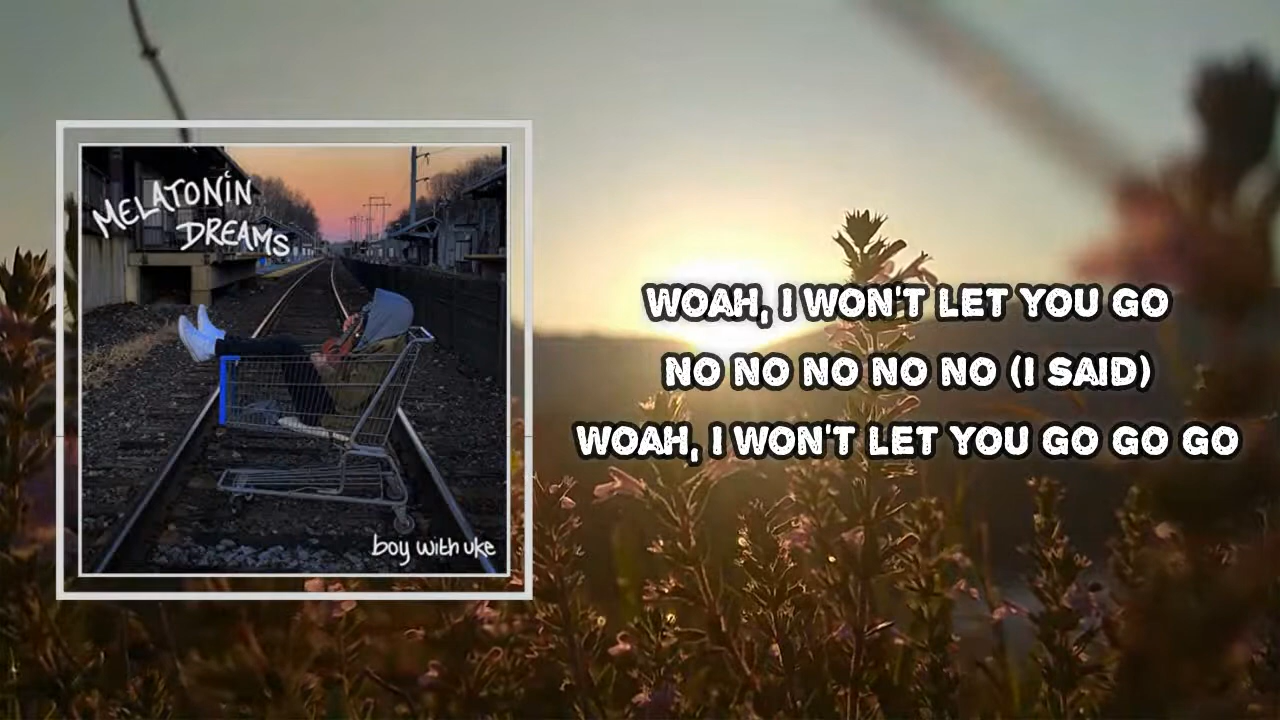 MELATONIN
DREAMS
boy with uke
WOAH, I WON'T LET YOU GO
NO NO NO NO NO (I SAID)
WOAH, I WON'T LET YOU GO GO GO